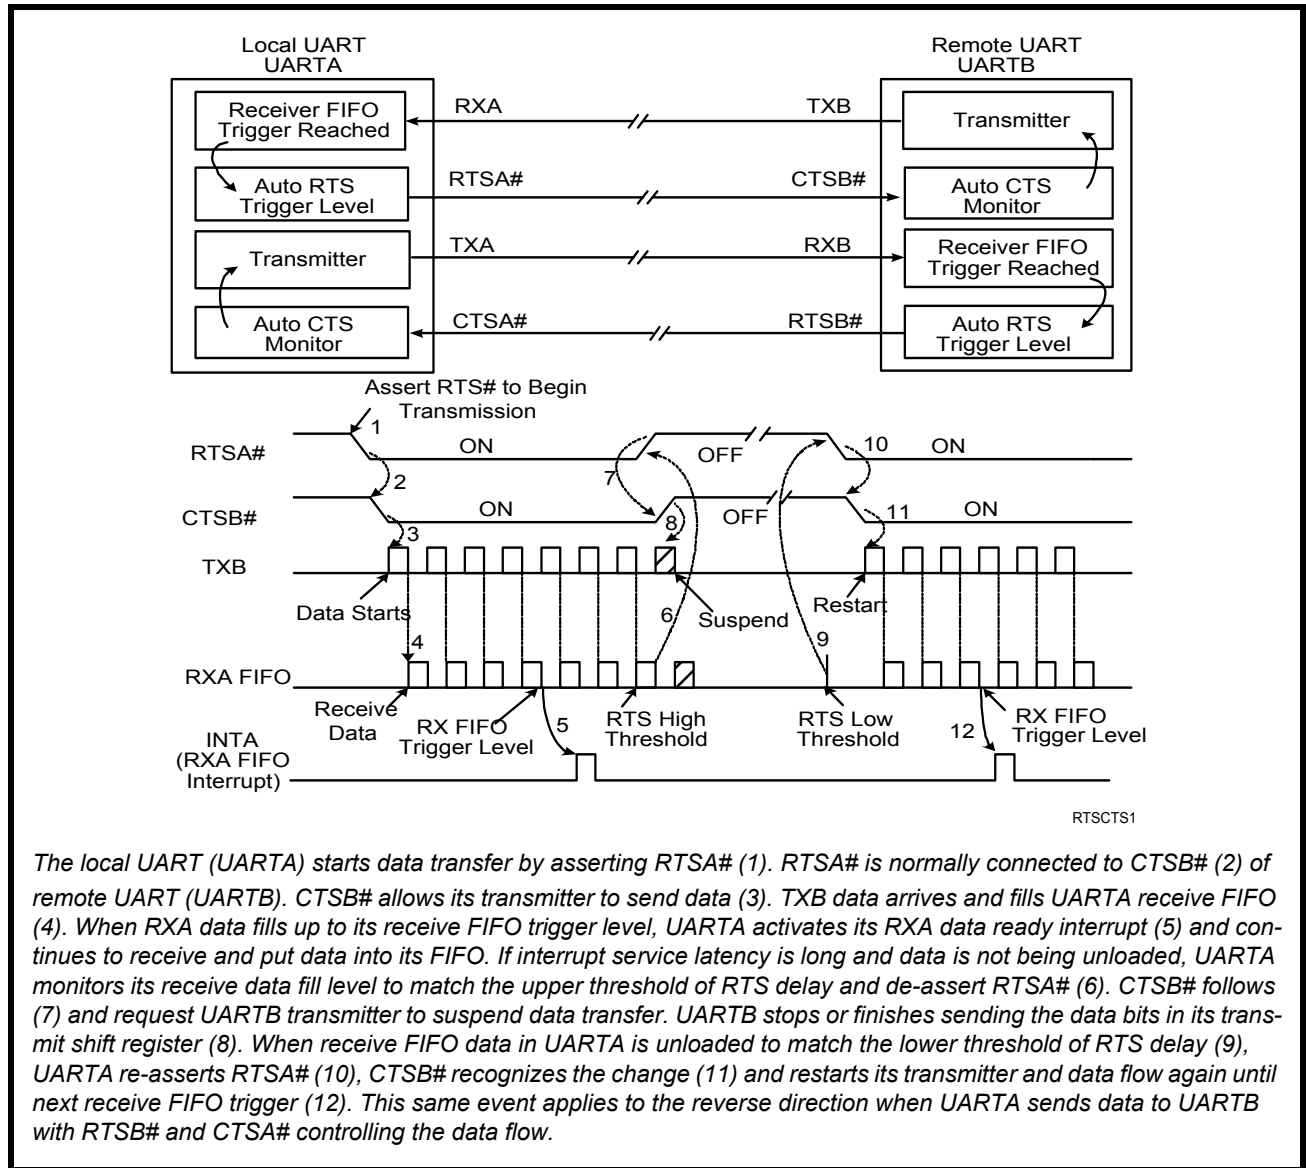 Local UART
UARTA
Remote UART
UARTB
Receiver FIFO
Trigger Reached
RXA
TXB
Transmitter
Auto RTS
Trigger Level
RTSA#
CTSB#
Auto CTS
Monitor
Transmitter
TXA
RXB
Receiver FIFO
Trigger Reached
Auto CTS
Monitor
CTSA#
RTSB#
Auto RTS
Trigger Level
Assert RTS# to Begin
Transmission
1
RTSA#
ON
OFF
ON
7
10
2
CTSB#
ON
OFF
ON
8
11
3
TXB
Data Starts
Suspend
Restart
6
4
9
RXA FIFO
Receive
Data
RX FIFO
Trigger Level
5
RTS High
Threshold
RTS Low
Threshold
12
RX FIFO
Trigger Level
INTA
(RXA FIFO
Interrupt)
RTSCTS1
The local UART (UARTA) starts data transfer by asserting RTSA# (1). RTSA# is normally connected to CTSB# (2) of
remote UART (UARTB). CTSB# allows its transmitter to send data (3). TXB data arrives and fills UARTA receive FIFO
(4). When RXA data fills up to its receive FIFO trigger level, UARTA activates its RXA data ready interrupt (5) and con-
tinues to receive and put data into its FIFO. If interrupt service latency is long and data is not being unloaded, UARTA
monitors its receive data fill level to match the upper threshold of RTS delay and de-assert RTSA# (6). CTSB# follows
(7) and request UARTB transmitter to suspend data transfer. UARTB stops or finishes sending the data bits in its trans-
mit shift register (8). When receive FIFO data in UARTA is unloaded to match the lower threshold of RTS delay (9),
UARTA re-asserts RTSA# (10), CTSB# recognizes the change (11) and restarts its transmitter and data flow again until
next receive FIFO trigger (12). This same event applies to the reverse direction when UARTA sends data to UARTB
with RTSB# and CTSA# controlling the data flow.